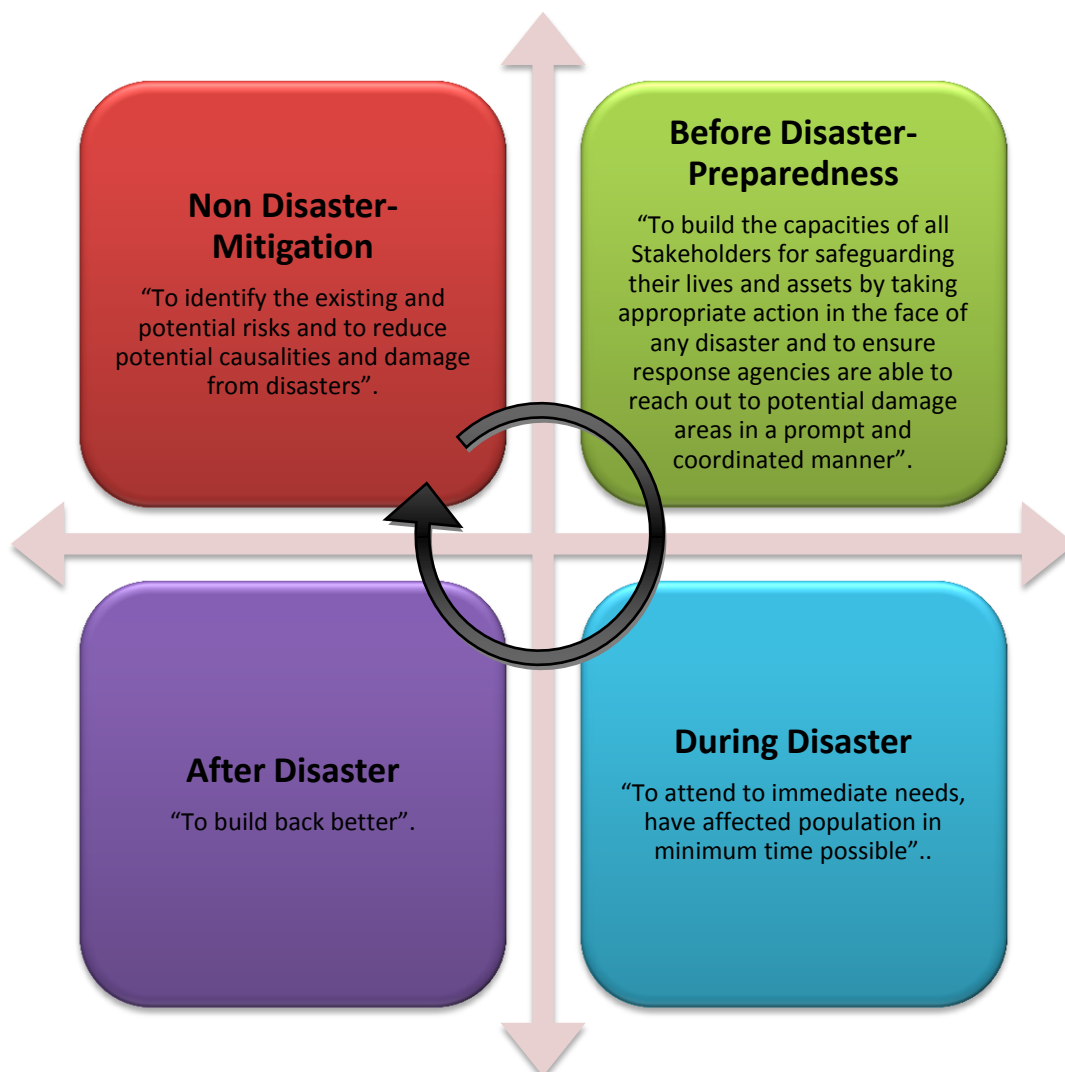 Non Disaster-
Mitigation
“To identify the existing and
potential risks and to reduce
potential causalities and damage
from disasters”.
Before Disaster-
Preparedness
“To build the capacities of all
Stakeholders for safeguarding
their lives and assets by taking
appropriate action in the face of
any disaster and to ensure
response agencies are able to
reach out to potential damage
areas in a prompt and
coordinated manner”.
After Disaster
“To build back better”.
During Disaster
“To attend to immediate needs,
have affected population in
minimum time possible”..